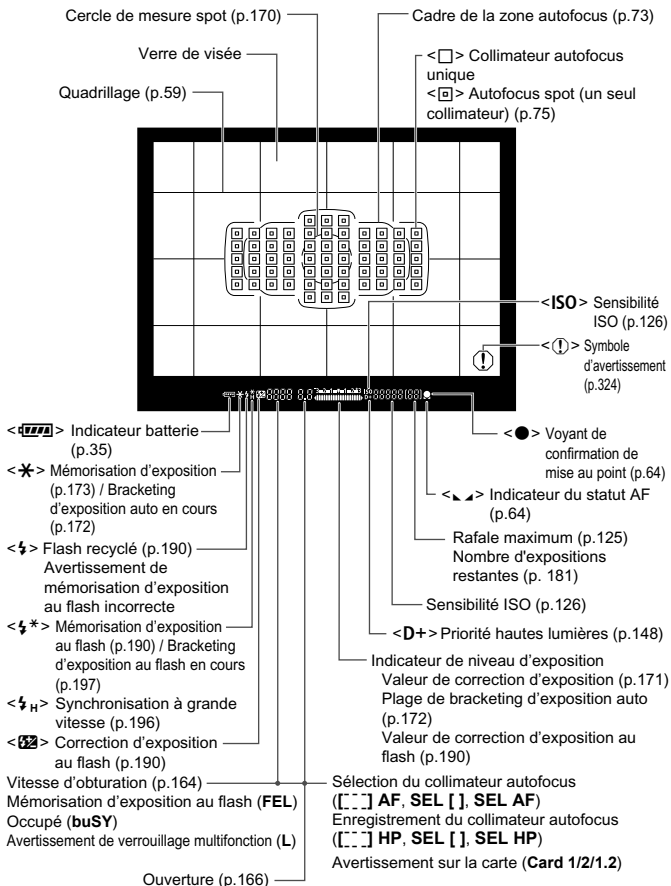 Cercle de mesure spot (p.170)
Cadre de la zone autofocus (p.73)
Verre de visée
<□> Collimateur autofocus
unique
<⊡> Autofocus spot (un seul
collimateur) (p.75)
Quadrillage (p.59)
<ISO> Sensibilité
ISO (p.126)
<!> Symbole
d'avertissement
(p.324)
<●> Voyant de
confirmation de
mise au point (p.64)
Indicateur du statut AF
(p.64)
Rafale maximum (p.125)
Nombre d'expositions
restantes (p. 181)
Sensibilité ISO (p.126)
<D+> Priorité hautes lumières (p.148)
Indicateur de niveau d'exposition
Valeur de correction d'exposition (p.171)
Plage de bracketing d'exposition auto
(p.172)
Valeur de correction d'exposition au
flash (p.190)
Indicateur batterie
(p.35)
<✱> Mémorisation d'exposition
(p.173) / Bracketing
d'exposition auto en cours
(p.172)
<⚡> Flash recyclé (p.190)
Avertissement de
mémorisation d'exposition
au flash incorrecte
<⚡*> Mémorisation d'exposition
au flash (p.190) / Bracketing
d'exposition au flash en cours
(p.197)
<⚡H> Synchronisation à grande
vitesse (p.196)
Correction d'exposition
au flash (p.190)
Vitesse d'obturation (p.164)
Mémorisation d'exposition au flash (FEL)
Occupé (buSY)
Avertissement de verrouillage multifonction (L)
Ouverture (p.166)
Sélection du collimateur autofocus
([---] AF, SEL [ ], SEL AF)
Enregistrement du collimateur autofocus
([---] HP, SEL [ ], SEL HP)
Avertissement sur la carte (Card 1/2/1.2)